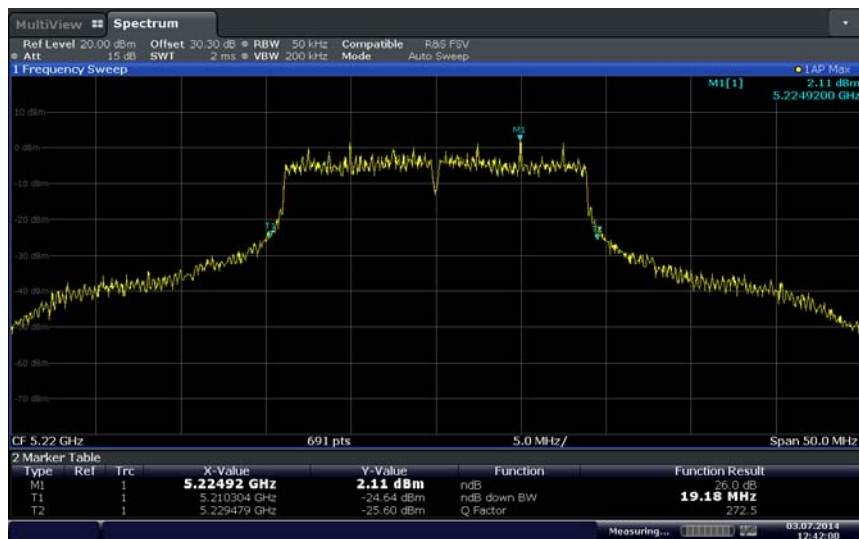 MultiView Spectrum
Ref Level 20.00 dBm Offset 30.30 dB RBW 50 kHz Compatible R&S FSV
Att 15 dB SWT 2 ms VBW 200 kHz Mode Auto Sweep
1 Frequency Sweep 1AP Max
M1[1] 2.11 dBm
5.2249200 GHz
10 dBm
M1
0 dBm
-10 dBm
-20 dBm
T1
T2
-30 dBm
-40 dBm
-50 dBm
-60 dBm
-70 dBm
CF 5.22 GHz 691 pts 5.0 MHz/ Span 50.0 MHz
2 Marker Table
Type Ref Trc X-Value Y-Value Function Function Result
M1 1 5.22492 GHz 2.11 dBm ndB 26.0 dB
T1 1 5.210304 GHz -24.64 dBm ndB down BW 19.18 MHz
T2 1 5.229479 GHz -25.60 dBm Q Factor 272.5
Measuring... 03.07.2014
12:42:00